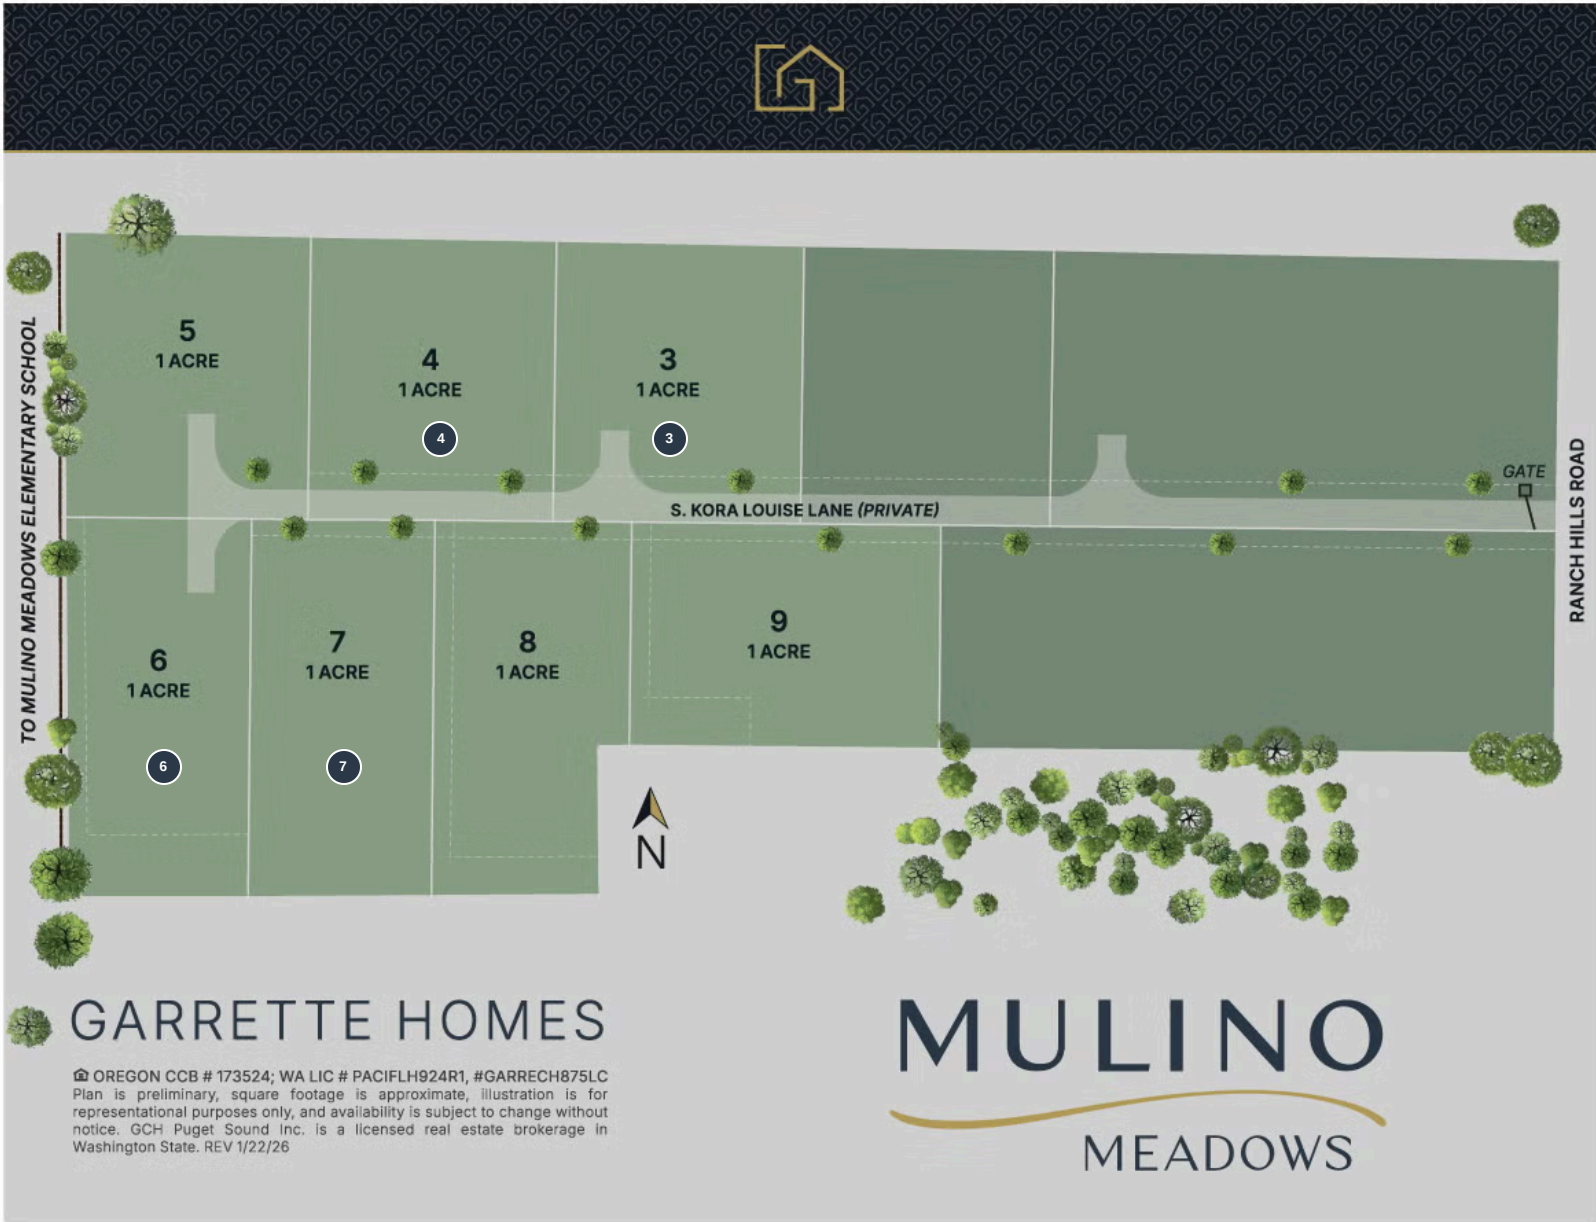 5
1 ACRE
4
1 ACRE
4
3
1 ACRE
3
TO MULINO MEADOWS ELEMENTARY SCHOOL
GATE
S. KORA LOUISE LANE (PRIVATE)
RANCH HILLS ROAD
6
1 ACRE
6
7
1 ACRE
7
8
1 ACRE
9
1 ACRE
N
GARRETTE HOMES
OREGON CCB # 173524; WA LIC # PACIFLH924R1, #GARRECH875LC
Plan is preliminary, square footage is approximate, illustration is for
representational purposes only, and availability is subject to change without
notice. GCH Puget Sound Inc. is a licensed real estate brokerage in
Washington State. REV 1/22/26
MULINO
MEADOWS